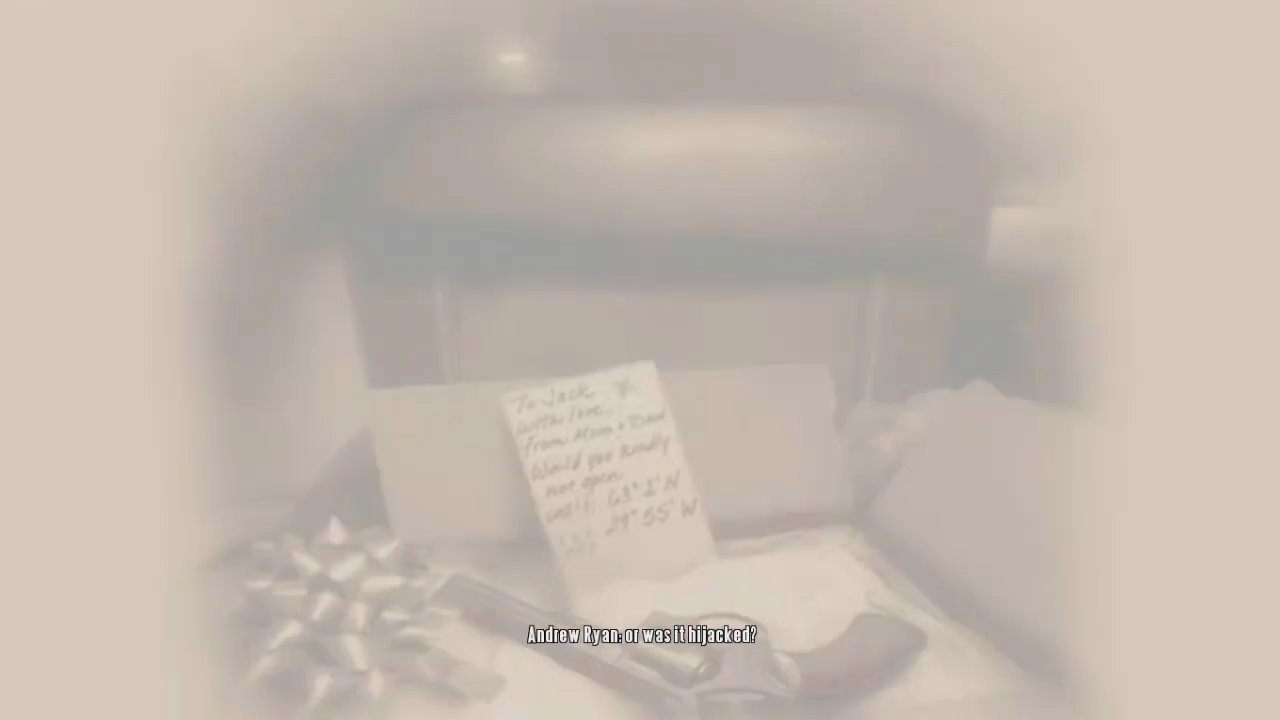 To Jack
with love,
from Mum & Dad
Would you kindly
not open
until: 63° 2' N
29° 55' W
Andrew Ryan: or was it hijacked?